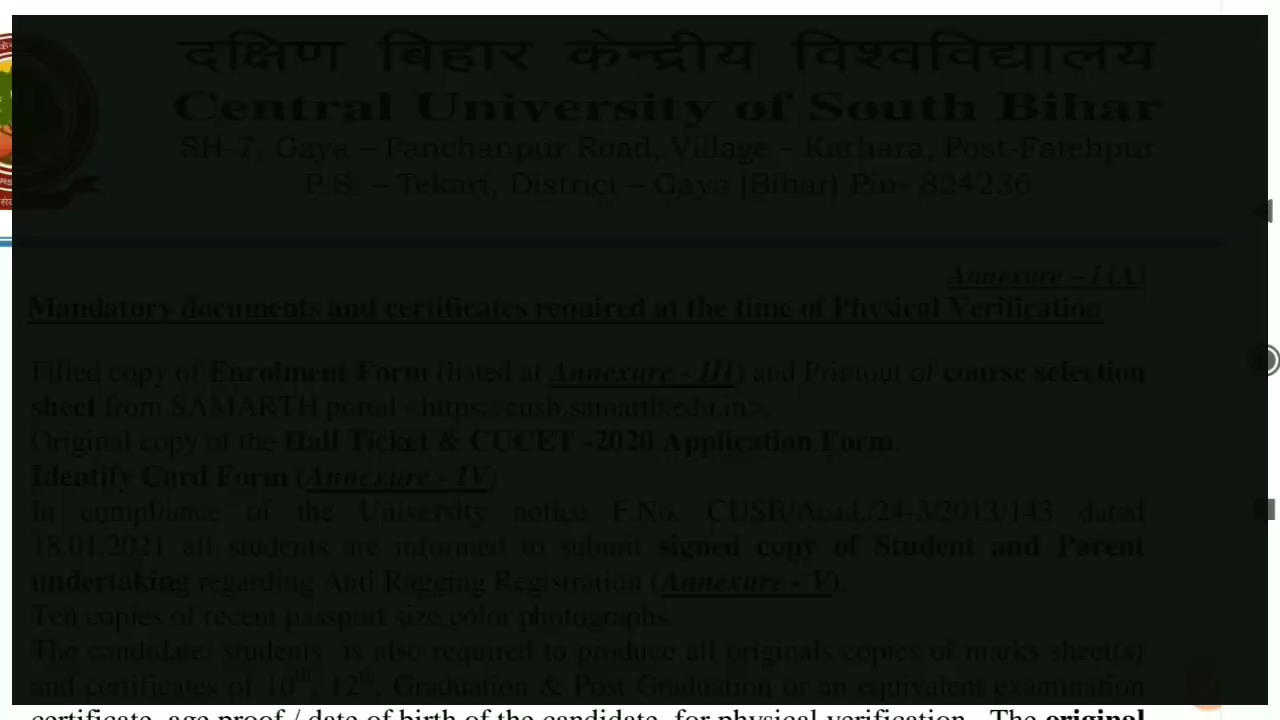 दक्षिण बिहार केन्द्रीय विश्वविद्यालय
Central University of South Bihar
SH-7, Gaya – Panchanpur Road, Village – Karhara, Post-Fatehpur
P.S. – Tekari, District – Gaya (Bihar) Pin- 824236
Annexure – I (A)
Mandatory documents and certificates required at the time of Physical Verification
Filled copy of Enrolment Form (listed at Annexure - III) and Printout of course selection
sheet from SAMARTH portal <https://cusb.samarth.edu.in>.
Original copy of the Hall Ticket & CUCET -2020 Application Form.
Identify Card Form (Annexure - IV)
In compliance of the University notice F.No. CUSB/Acad./24-3/2013/143 dated
18.01.2021 all students are informed to submit signed copy of Student and Parent
undertaking regarding Anti Ragging Registration (Annexure - V).
Ten copies of recent passport size color photographs.
The candidate/ students is also required to produce all originals copies of marks sheet(s)
and certificates of 10th, 12th, Graduation & Post Graduation or an equivalent examination
certificate, age proof / date of birth of the candidate, for physical verification. The original